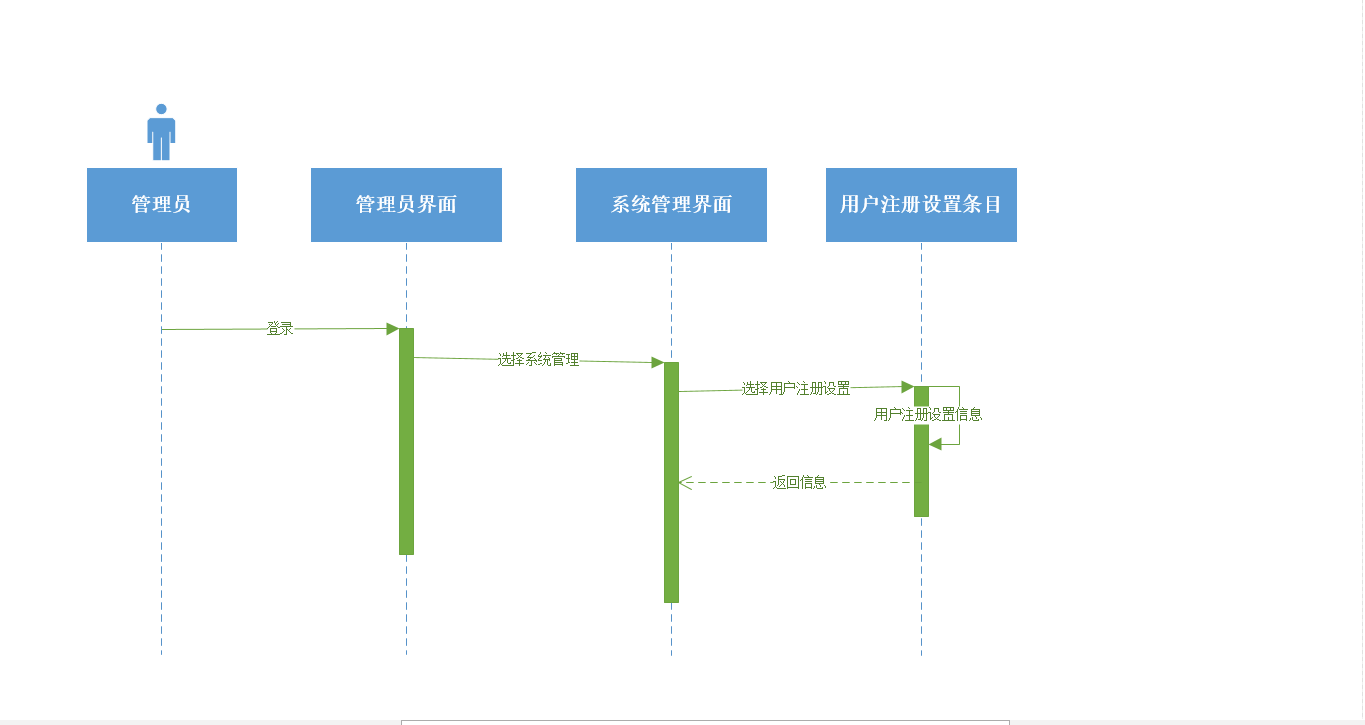 管理员
管理员界面
系统管理界面
用户注册设置条目
登录
选择系统管理
选择用户注册设置
用户注册设置信息
返回信息